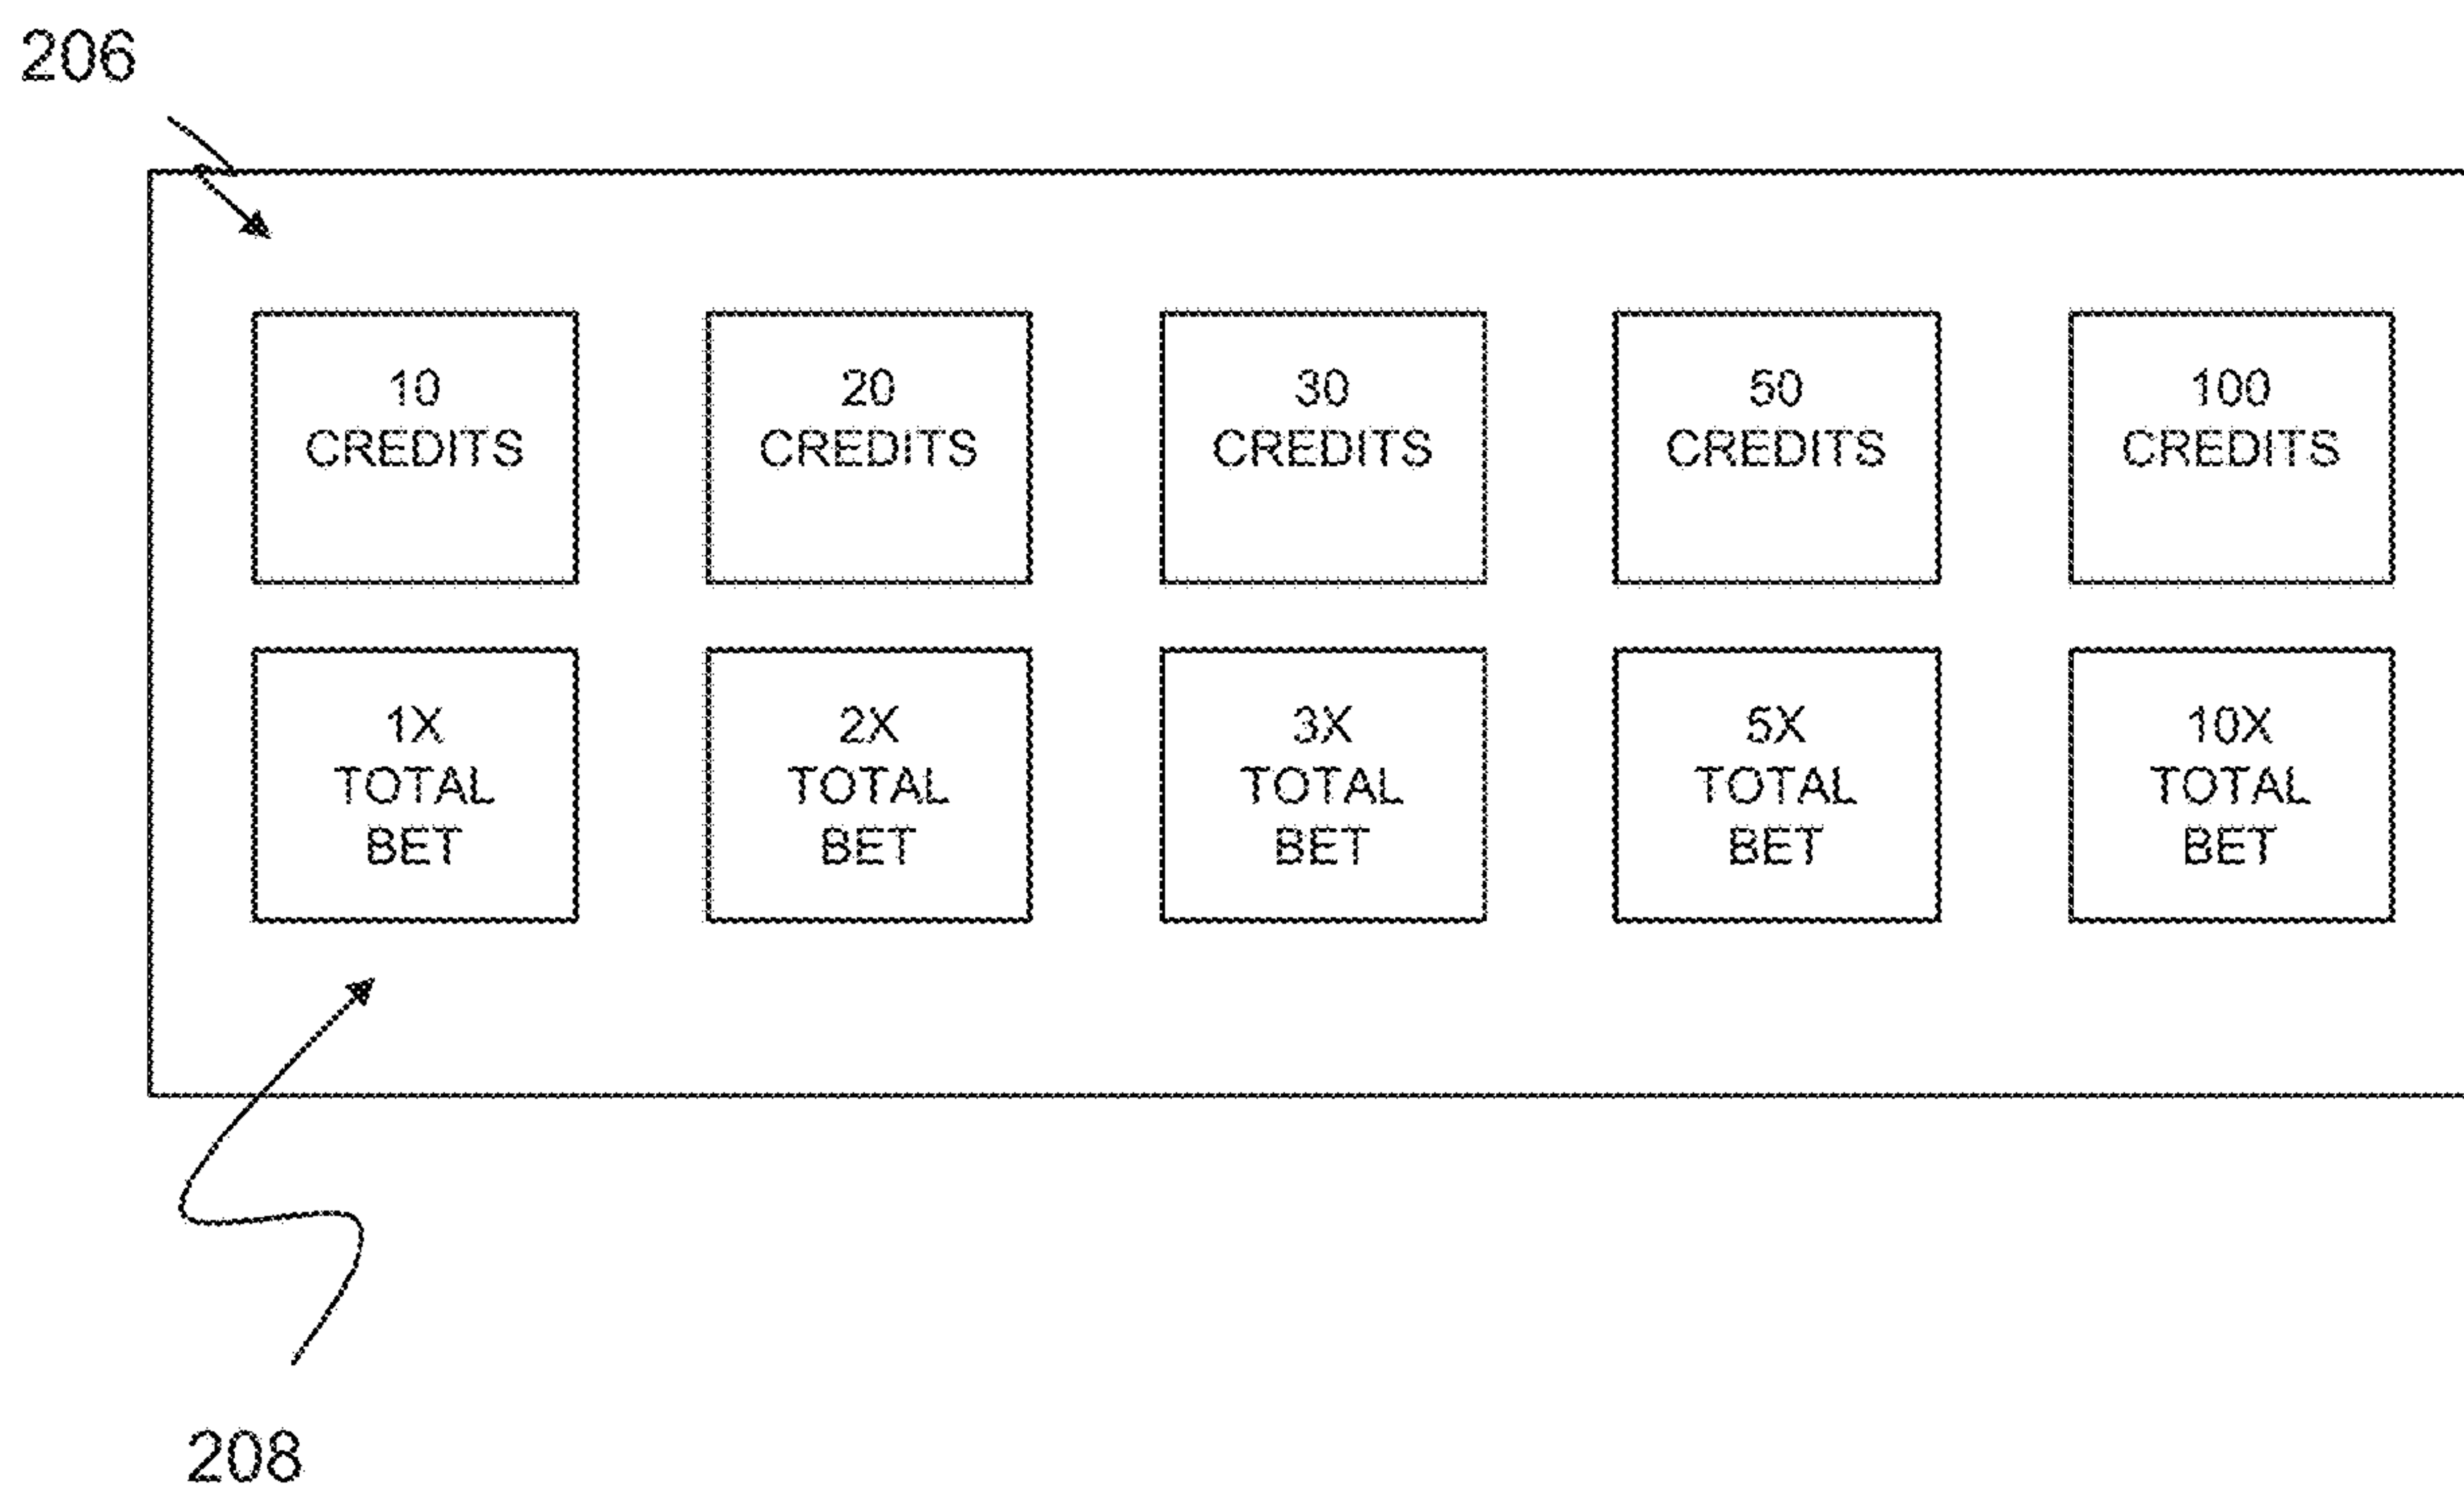 206
10 CREDITS
20 CREDITS
30 CREDITS
50 CREDITS
100 CREDITS
1X TOTAL BET
2X TOTAL BET
3X TOTAL BET
5X TOTAL BET
10X TOTAL BET
208